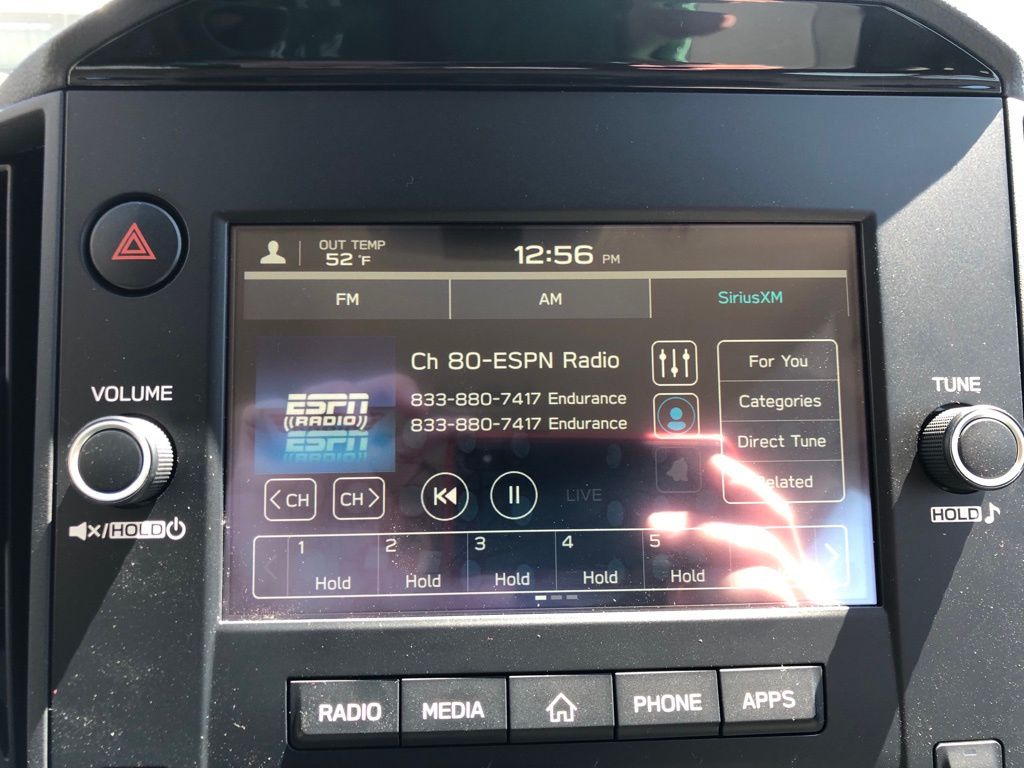 OUT TEMP
52 °F
12:56 PM
FM
AM
SiriusXM
Ch 80-ESPN Radio
833-880-7417 Endurance
833-880-7417 Endurance
ESPN
RADIO
ESPN
RADIO
For You
Categories
Direct Tune
CH
CH
LIVE
1
Hold
2
Hold
3
Hold
4
Hold
5
Hold
VOLUME
/HOLD
TUNE
HOLD
RADIO
MEDIA
PHONE
APPS